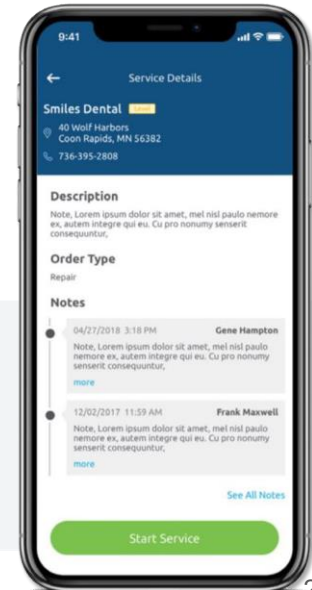 9:41
Service Details
Smiles Dental
40 Wolf Harbors
Coon Rapids, MN 56382
736-395-2808
Description
Note, Lorem ipsum dolor sit amet, mel nisl paulo nemore
ex, autem integre qui eu. Cu pro nonumy senserit
consequuntur,
Order Type
Repair
Notes
04/27/2018 3:18 PM Gene Hampton
Note, Lorem ipsum dolor sit amet, mel nisl paulo
nemore ex, autem integre qui eu. Cu pro nonumy
senserit consequuntur,
more
12/02/2017 11:59 AM Frank Maxwell
Note, Lorem ipsum dolor sit amet, mel nisl paulo
nemore ex, autem integre qui eu. Cu pro nonumy
senserit consequuntur,
more
See All Notes
Start Service